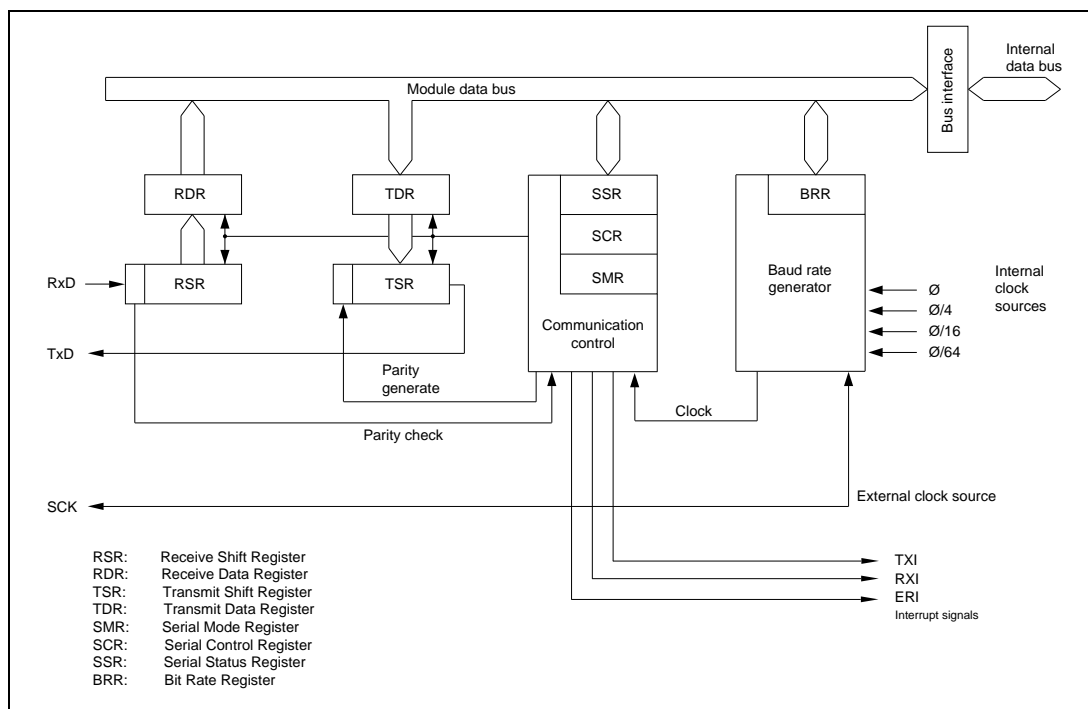 Bus interface
Internal
data bus
Module data bus
RDR
TDR
SSR
BRR
SCR
RxD
RSR
TSR
SMR
Baud rate
generator
Internal
clock
sources
Ø
Ø/4
Ø/16
Ø/64
Communication
control
TxD
Parity
generate
Clock
Parity check
SCK
External clock source
TXI
RXI
ERI
Interrupt signals
RSR: Receive Shift Register
RDR: Receive Data Register
TSR: Transmit Shift Register
TDR: Transmit Data Register
SMR: Serial Mode Register
SCR: Serial Control Register
SSR: Serial Status Register
BRR: Bit Rate Register